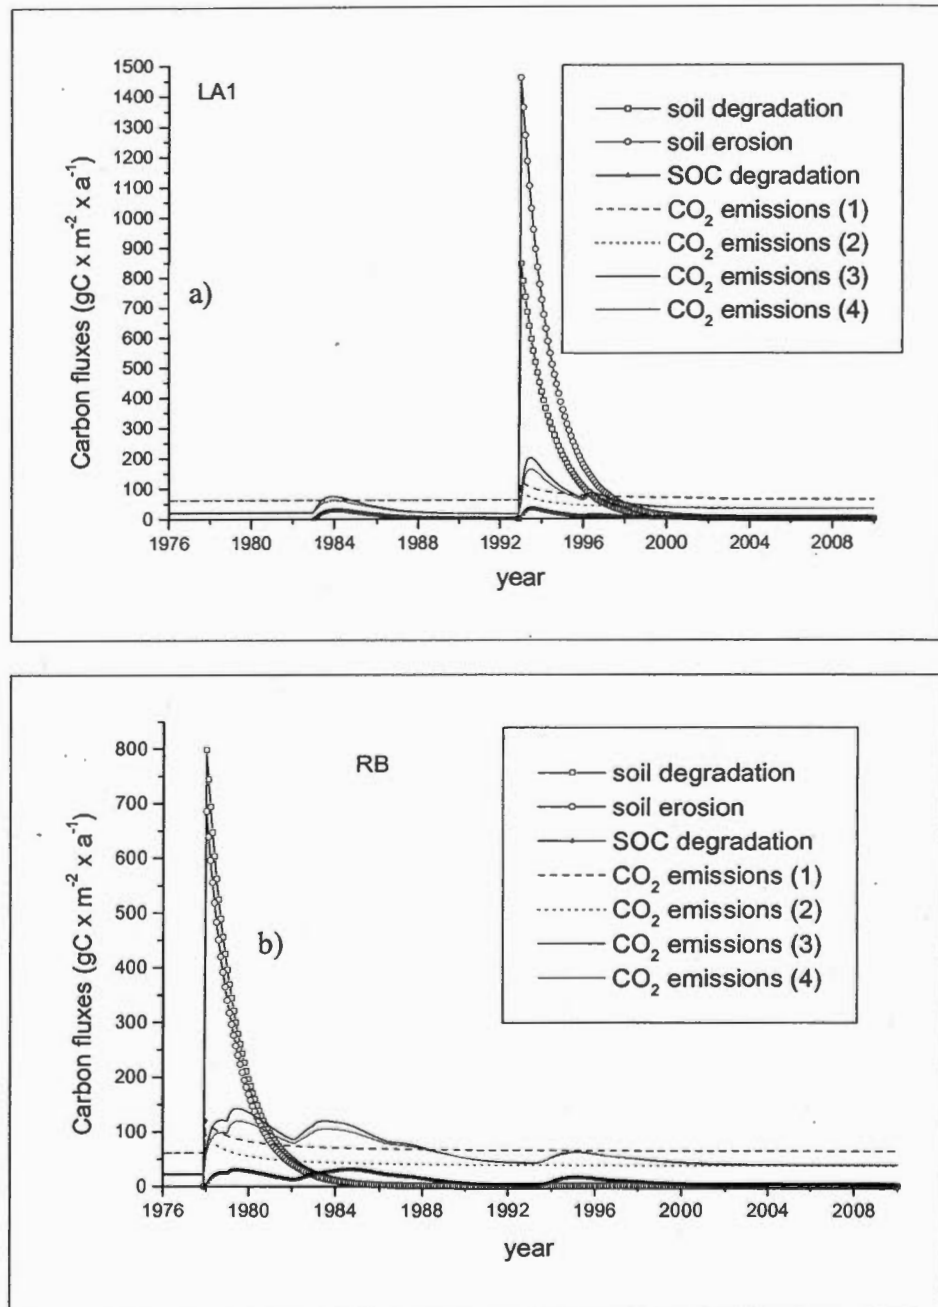 LA1
a)
Carbon fluxes (gC x m⁻² x a⁻¹)
1500
1400
1300
1200
1100
1000
900
800
700
600
500
400
300
200
100
0
1976 1980 1984 1988 1992 1996 2000 2004 2008
year
soil degradation
soil erosion
SOC degradation
CO₂ emissions (1)
CO₂ emissions (2)
CO₂ emissions (3)
CO₂ emissions (4)
RB
b)
Carbon fluxes (gC x m⁻² x a⁻¹)
800
700
600
500
400
300
200
100
0
1976 1980 1984 1988 1992 1996 2000 2004 2008
year
soil degradation
soil erosion
SOC degradation
CO₂ emissions (1)
CO₂ emissions (2)
CO₂ emissions (3)
CO₂ emissions (4)